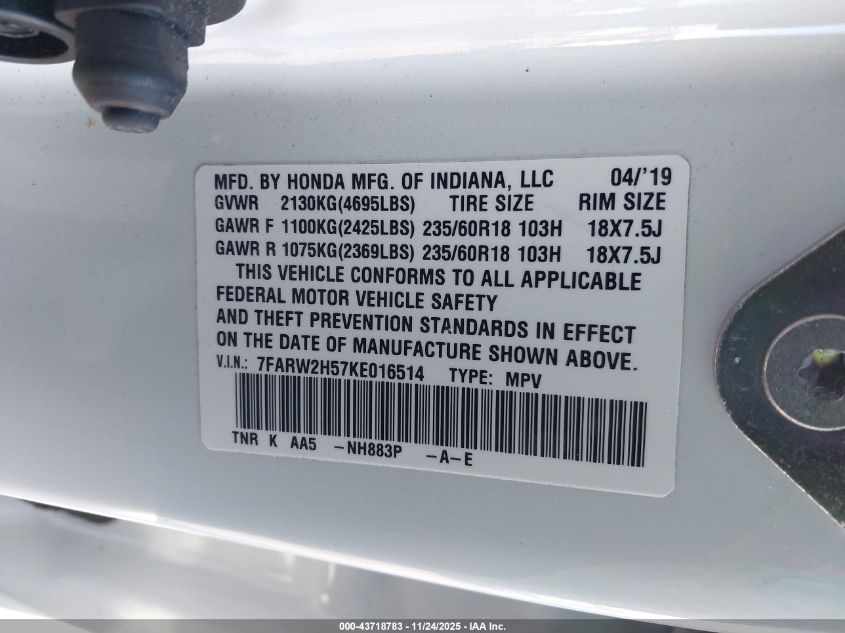 MFD. BY HONDA MFG. OF INDIANA, LLC 04/'19
GVWR 2130KG(4695LBS) TIRE SIZE RIM SIZE
GAWR F 1100KG(2425LBS) 235/60R18 103H 18X7.5J
GAWR R 1075KG(2369LBS) 235/60R18 103H 18X7.5J
THIS VEHICLE CONFORMS TO ALL APPLICABLE
FEDERAL MOTOR VEHICLE SAFETY
AND THEFT PREVENTION STANDARDS IN EFFECT
ON THE DATE OF MANUFACTURE SHOWN ABOVE.
V.I.N.: 7FARW2H57KE016514 TYPE: MPV
TNR K AA5 -NH883P -A-E
000-43718783 - 11/24/2025 - IAA Inc.